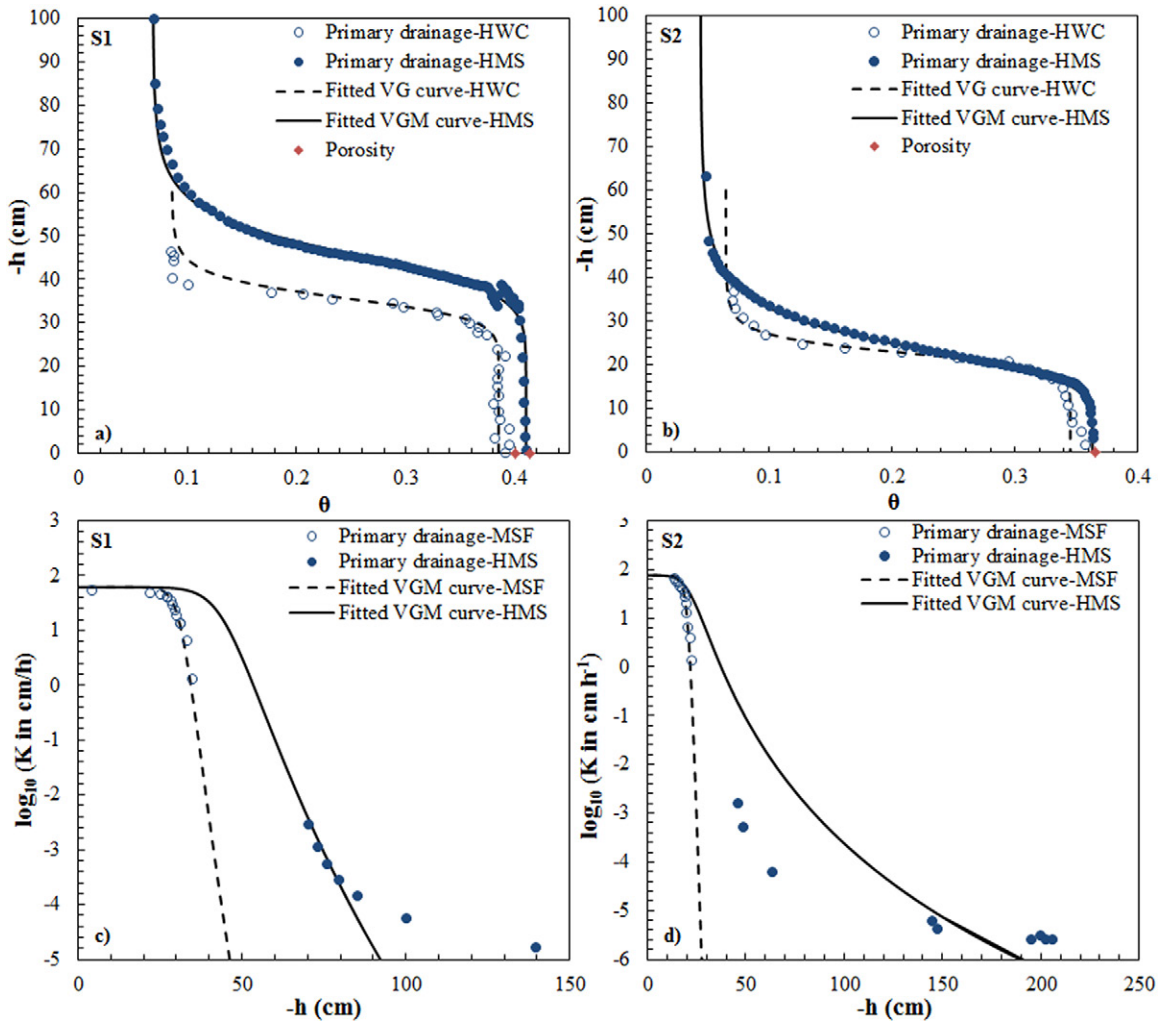 S1
Primary drainage-HWC
Primary drainage-HMS
Fitted VG curve-HWC
Fitted VGM curve-HMS
Porosity
100
90
80
70
60
50
40
30
20
10
0
-h (cm)
a)
0 0.1 0.2 0.3 0.4
θ
S2
Primary drainage-HWC
Primary drainage-HMS
Fitted VG curve-HWC
Fitted VGM curve-HMS
Porosity
100
90
80
70
60
50
40
30
20
10
0
-h (cm)
b)
0 0.1 0.2 0.3 0.4
θ
S1
Primary drainage-MSF
Primary drainage-HMS
Fitted VGM curve-MSF
Fitted VGM curve-HMS
3
2
1
0
-1
-2
-3
-4
-5
log10 (K in cm/h)
c)
0 50 100 150
-h (cm)
S2
Primary drainage-MSF
Primary drainage-HMS
Fitted VGM curve-MSF
Fitted VGM curve-HMS
3
2
1
0
-1
-2
-3
-4
-5
-6
log10 (K in cm h-1)
d)
0 50 100 150 200 250
-h (cm)